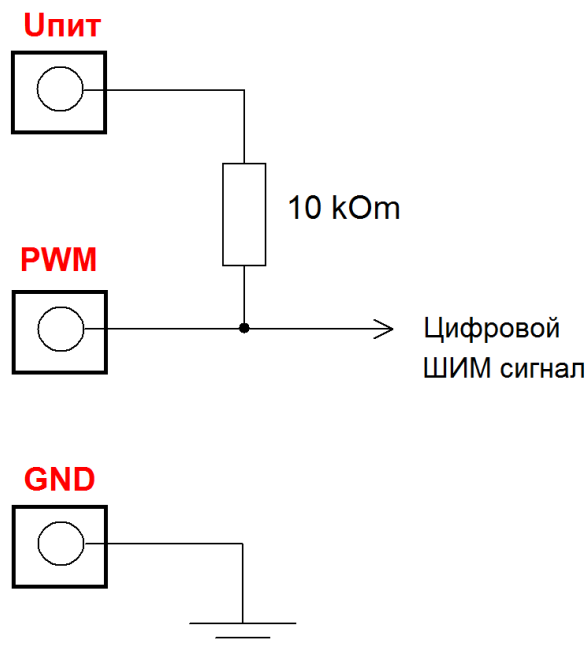 Uпит
10 kOm
PWM
Цифровой
ШИМ сигнал
GND